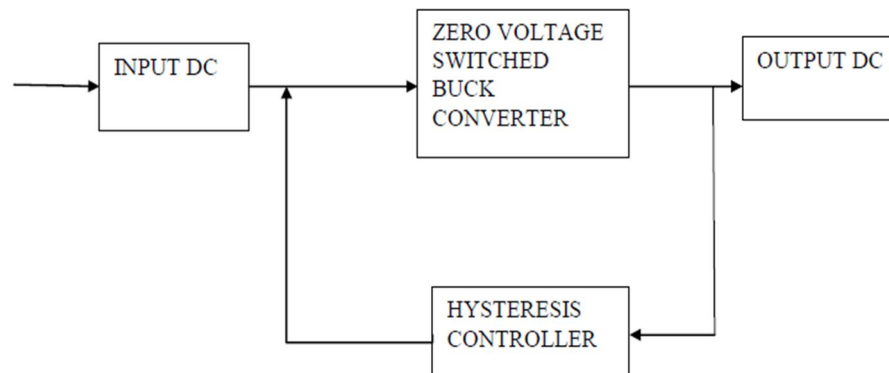 INPUT DC
ZERO VOLTAGE
SWITCHED
BUCK
CONVERTER
OUTPUT DC
HYSTERESIS
CONTROLLER